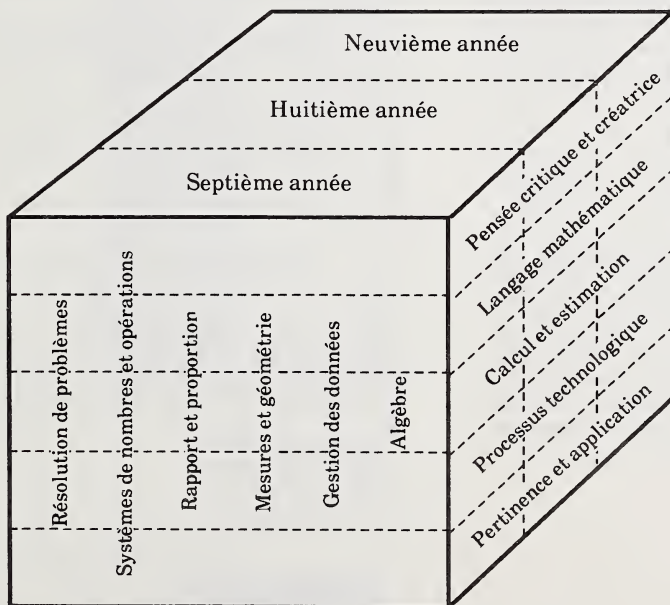 Neuvième année
Huitième année
Septième année
Résolution de problèmes
Systèmes de nombres et opérations
Rapport et proportion
Mesures et géométrie
Gestion des données
Algèbre
Pensée critique et créatrice
Langage mathématique
Calcul et estimation
Processus technologique
Pertinence et application